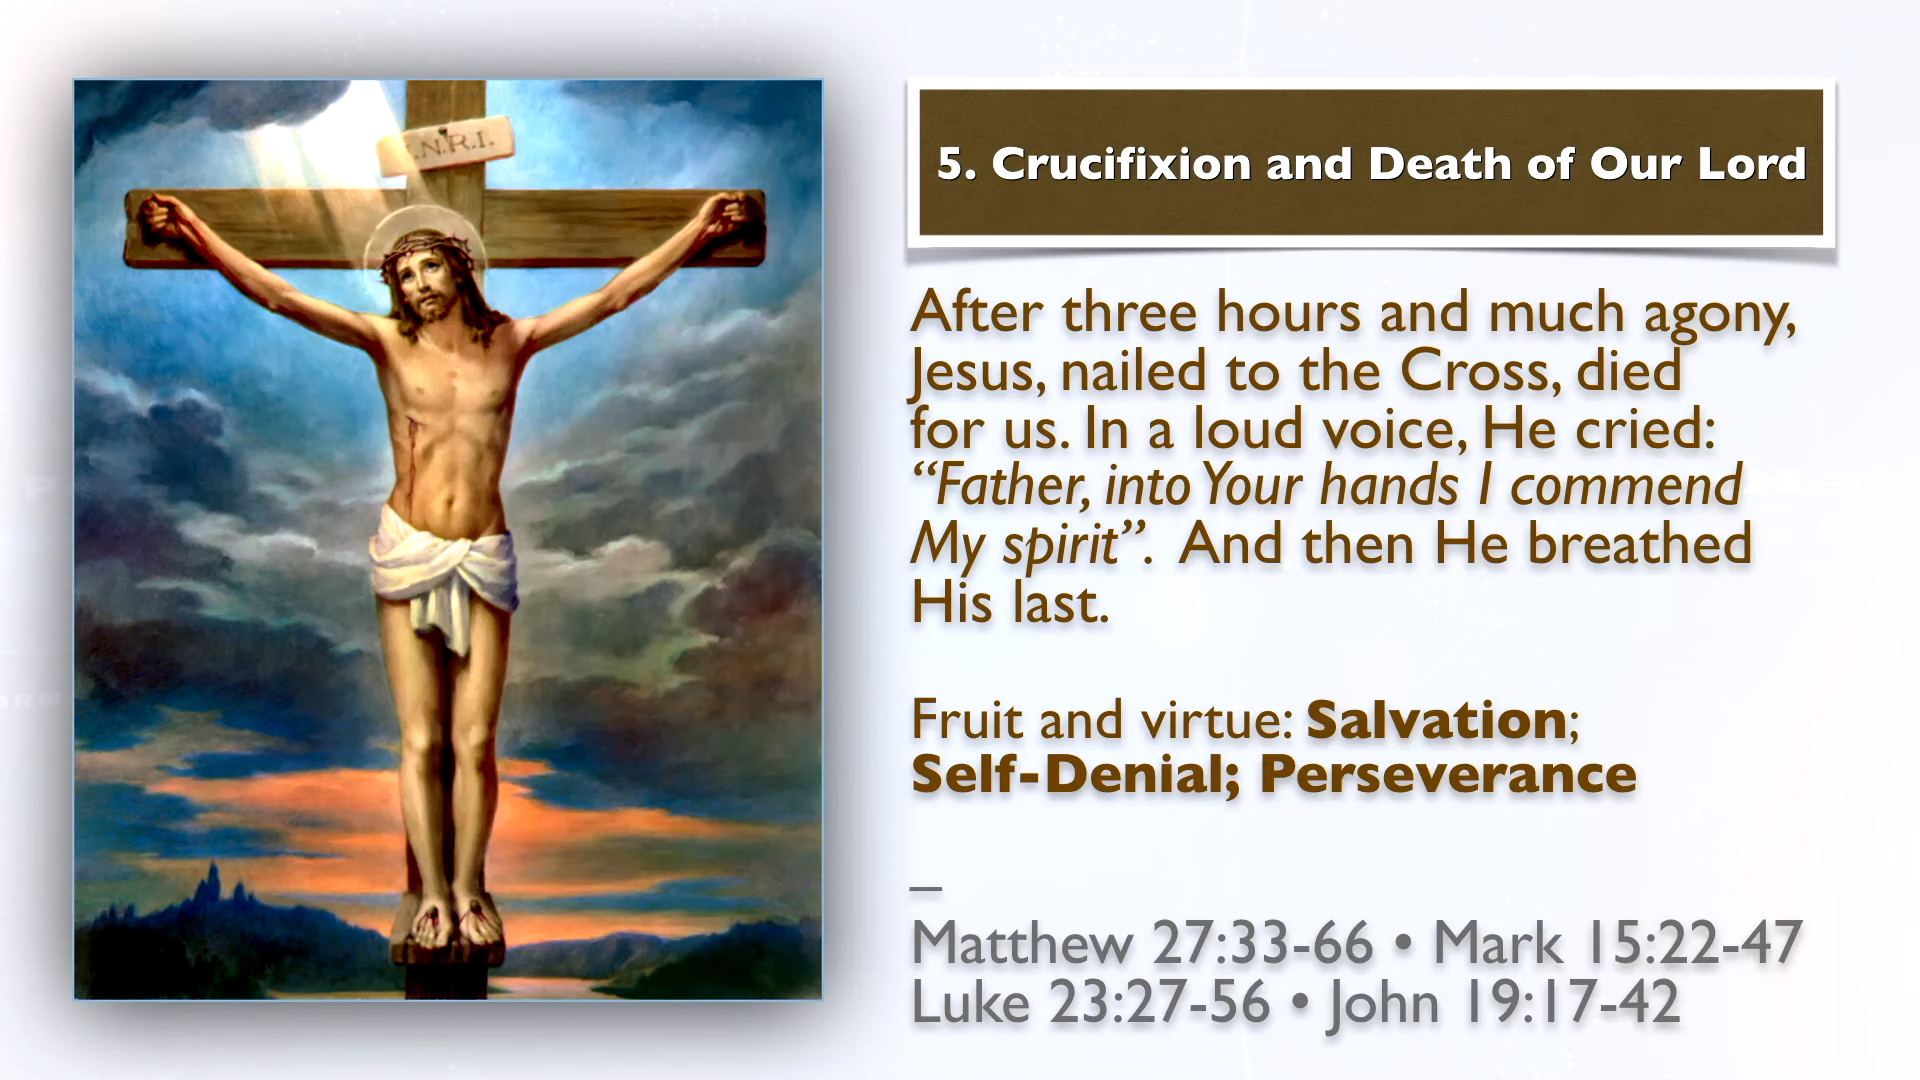 I.N.R.I.
5. Crucifixion and Death of Our Lord
After three hours and much agony,
Jesus, nailed to the Cross, died
for us. In a loud voice, He cried:
“Father, into Your hands I commend
My spirit”. And then He breathed
His last.
Fruit and virtue: Salvation;
Self-Denial; Perseverance
_
Matthew 27:33-66 • Mark 15:22-47
Luke 23:27-56 • John 19:17-42